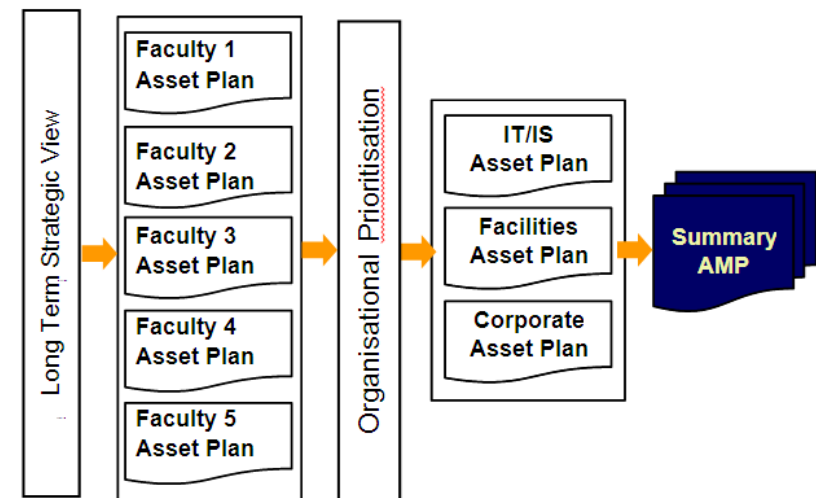 Long Term Strategic View
Faculty 1
Asset Plan
Faculty 2
Asset Plan
Faculty 3
Asset Plan
Faculty 4
Asset Plan
Faculty 5
Asset Plan
Organisational Prioritisation
IT/IS
Asset Plan
Facilities
Asset Plan
Corporate
Asset Plan
Summary
AMP